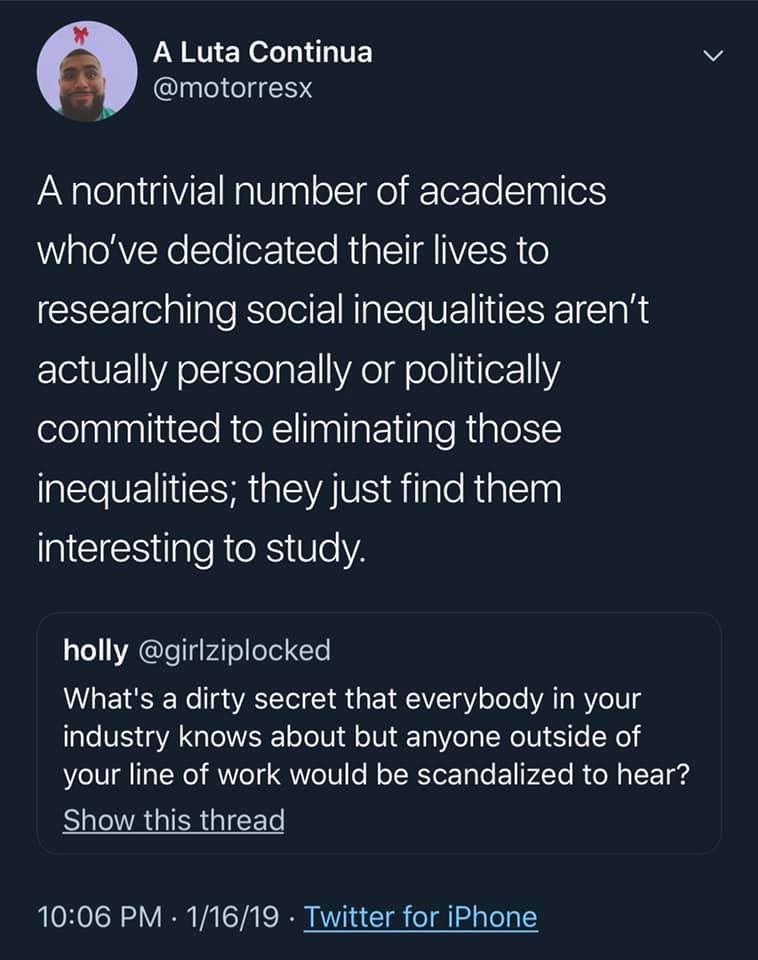 A Luta Continua
@motorresx
A nontrivial number of academics
who've dedicated their lives to
researching social inequalities aren't
actually personally or politically
committed to eliminating those
inequalities; they just find them
interesting to study.
holly @girlziplocked
What's a dirty secret that everybody in your
industry knows about but anyone outside of
your line of work would be scandalized to hear?
Show this thread
10:06 PM · 1/16/19 · Twitter for iPhone